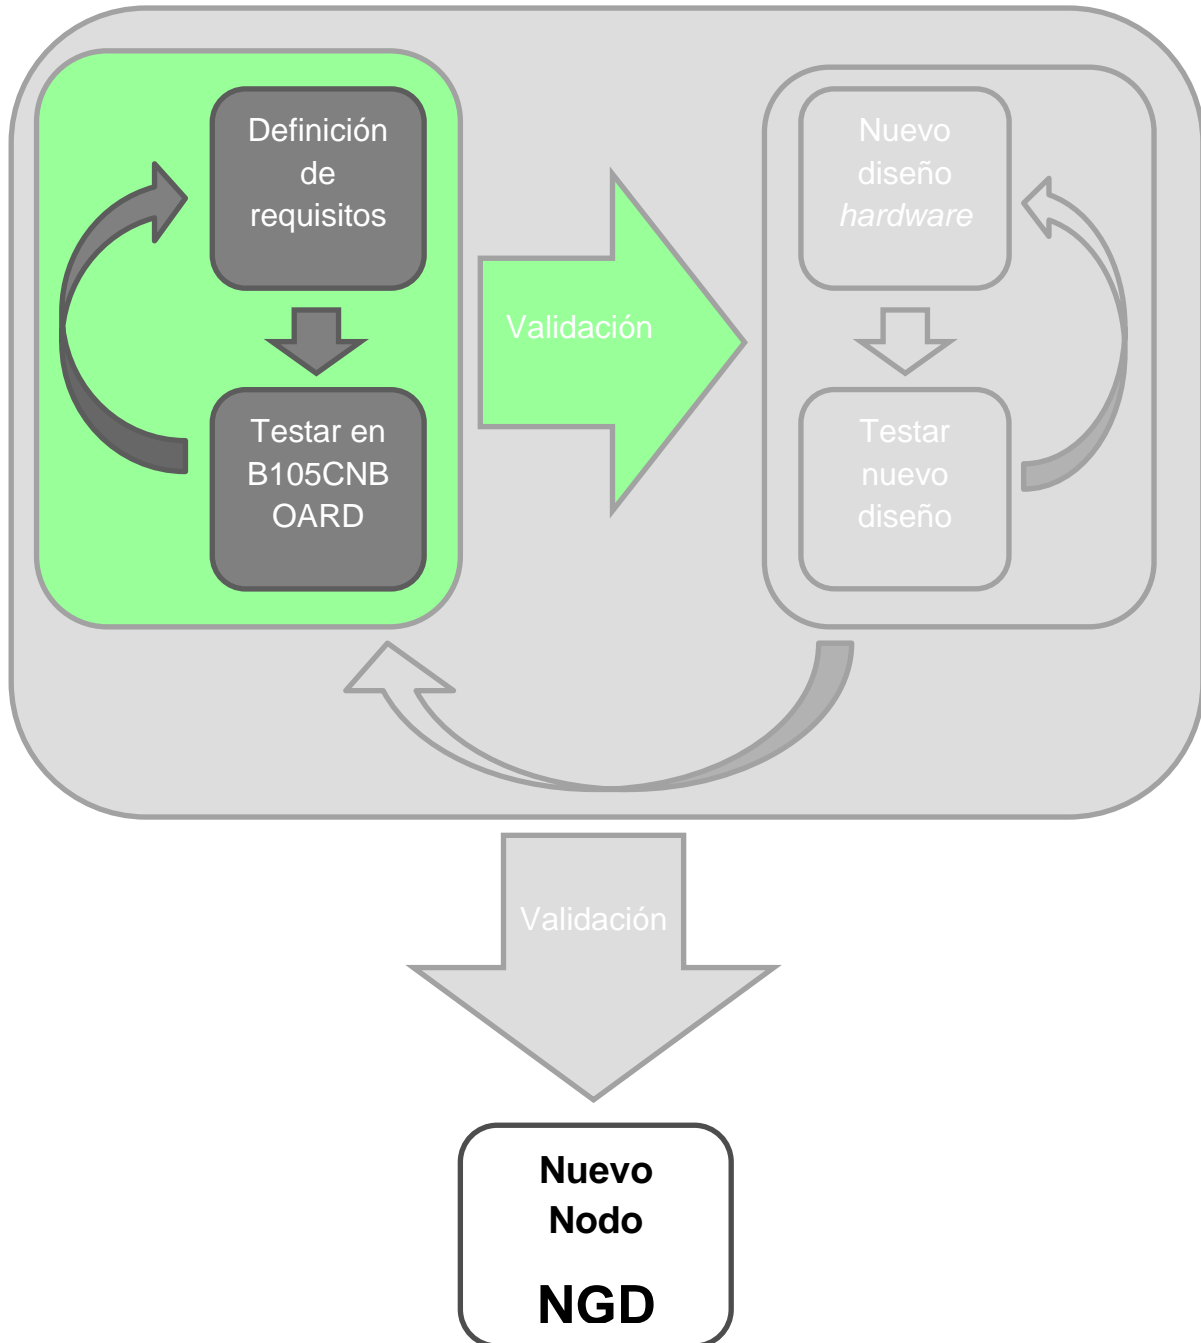 Definición
de
requisitos
Testar en
B105CNB
OARD
Validación
Nuevo
diseño
hardware
Testar
nuevo
diseño
Validación
Nuevo
Nodo
NGD